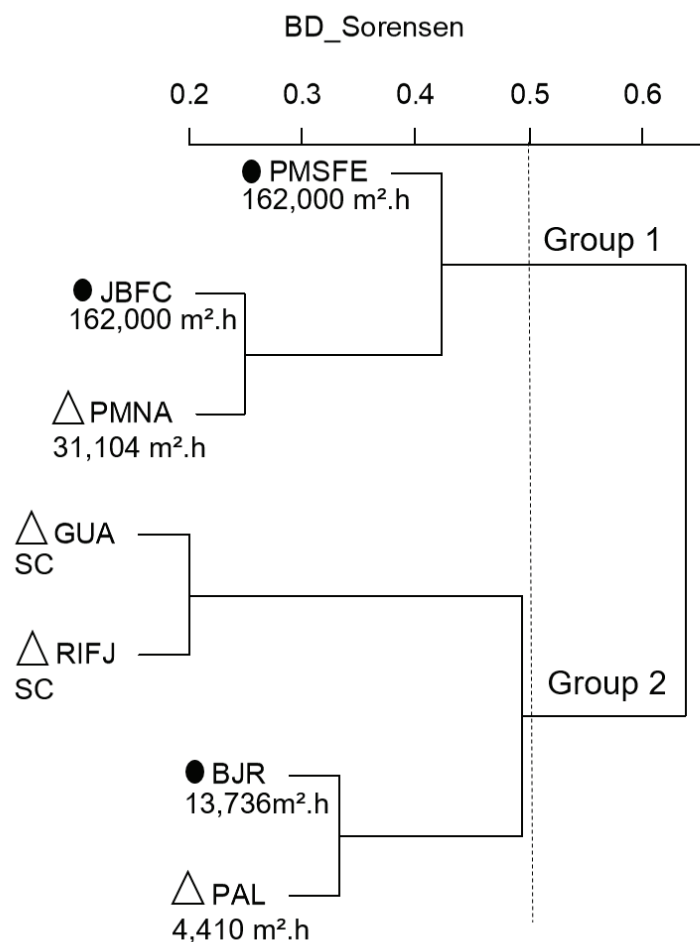 BD_Sorensen
0.2 0.3 0.4 0.5 0.6
PMSFE
162,000 m².h
Group 1
JBFC
162,000 m².h
PMNA
31,104 m².h
GUA
SC
RIFJ
SC
Group 2
BJR
13,736m².h
PAL
4,410 m².h